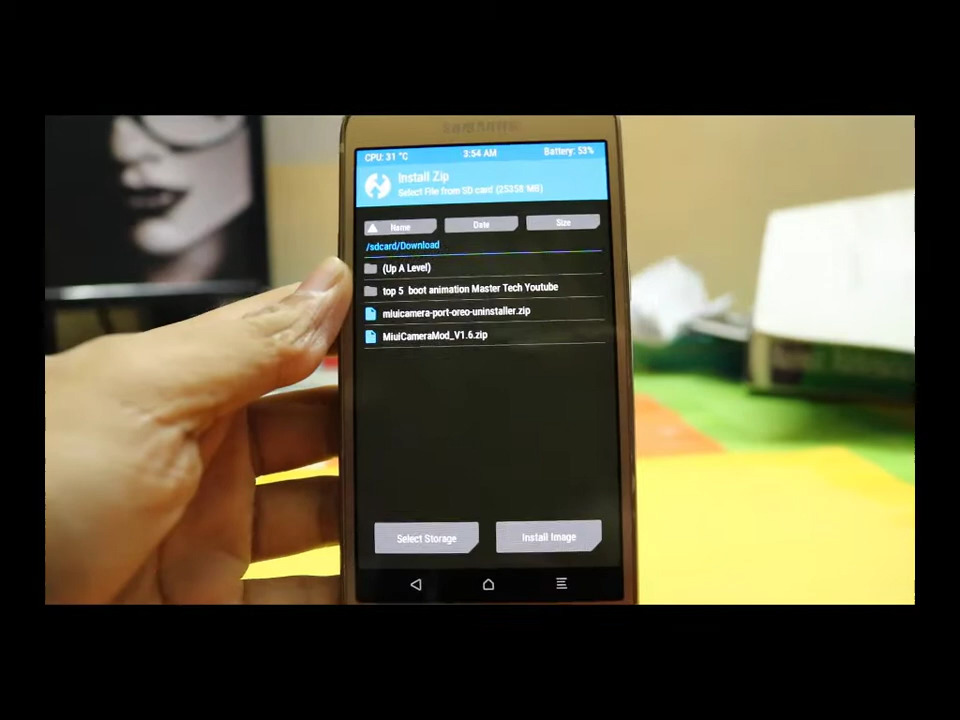 SAMSUNG
CPU: 31 °C
3:54 AM
Battery: 53%
Install Zip
Select File from SD card (25358 MB)
Name
Date
Size
/sdcard/Download
(Up A Level)
top 5 boot animation Master Tech Youtube
miuicamera-port-oreo-uninstaller.zip
MiuiCameraMod_V1.6.zip
Select Storage
Install Image